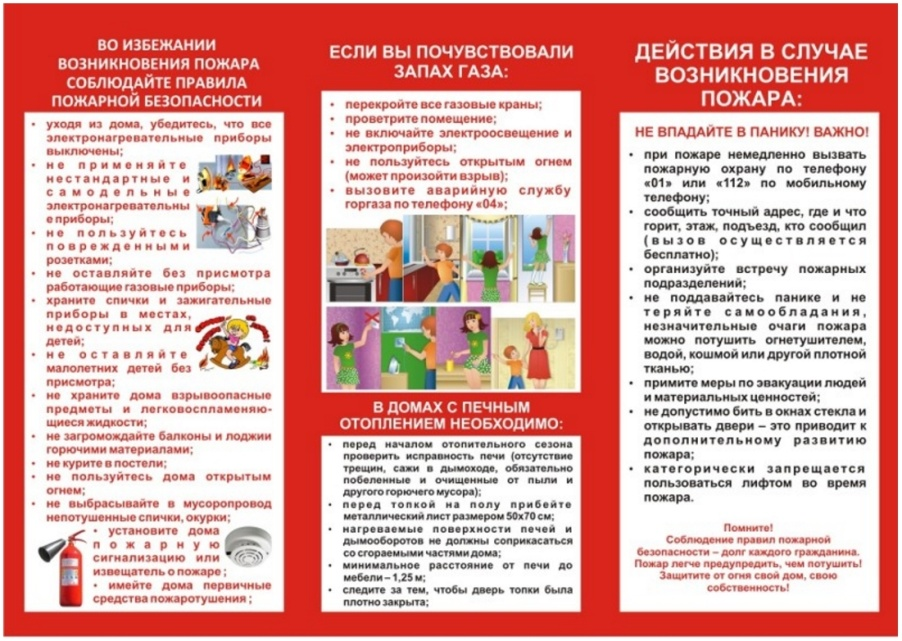 ВО ИЗБЕЖАНИИ
ВОЗНИКНОВЕНИЯ ПОЖАРА
СОБЛЮДАЙТЕ ПРАВИЛА
ПОЖАРНОЙ БЕЗОПАСНОСТИ
• уходя из дома, убедитесь, что все
электронагревательные приборы
выключены;
• не применяйте
нестандартные и
самодельные
электронагревательны
е приборы;
• не пользуйтесь
поврежденными
розетками;
• не оставляйте без присмотра
работающие газовые приборы;
• храните спички и зажигательные
приборы в местах,
недоступных для
детей;
• не оставляйте
малолетних детей без
присмотра;
• не храните дома взрывоопасные
предметы и легковоспламеняю-
щиеся жидкости;
• не загромождайте балконы и лоджии
горючими материалами;
• не курите в постели;
• не пользуйтесь дома открытым
огнем;
• не выбрасывайте в мусоропровод
непотушенные спички, окурки;
• установите дома
пожарную
сигнализацию или
извещатель о пожаре ;
• имейте дома первичные
средства пожаротушения ;
ЕСЛИ ВЫ ПОЧУВСТВОВАЛИ
ЗАПАХ ГАЗА:
• перекройте все газовые краны;
• проветрите помещение;
• не включайте электроосвещение и
электроприборы;
• не пользуйтесь открытым огнем
(может произойти взрыв);
• вызовите аварийную службу
горгаза по телефону «04»;
В ДОМАХ С ПЕЧНЫМ
ОТОПЛЕНИЕМ НЕОБХОДИМО:
• перед началом отопительного сезона
проверить исправность печи (отсутствие
трещин, сажи в дымоходе, обязательно
побеленные и очищенные от пыли и
другого горючего мусора);
• перед топкой на полу прибейте
металлический лист размером 50х70 см;
• нагреваемые поверхности печей и
дымооборотов не должны соприкасаться
со сгораемыми частями дома;
• минимальное расстояние от печи до
мебели – 1,25 м;
• следите за тем, чтобы дверь топки была
плотно закрыта;
ДЕЙСТВИЯ В СЛУЧАЕ
ВОЗНИКНОВЕНИЯ
ПОЖАРА:
НЕ ВПАДАЙТЕ В ПАНИКУ! ВАЖНО!
• при пожаре немедленно вызвать
пожарную охрану по телефону
«01» или «112» по мобильному
телефону;
• сообщить точный адрес, где и что
горит, этаж, подъезд, кто сообщил
(вызов осуществляется
бесплатно);
• организуйте встречу пожарных
подразделений;
• не поддавайтесь панике и не
теряйте самообладания,
незначительные очаги пожара
можно потушить огнетушителем,
водой, кошмой или другой плотной
тканью;
• примите меры по эвакуации людей
и материальных ценностей;
• не допустимо бить в окнах стекла и
открывать двери – это приводит к
дополнительному развитию
пожара;
• категорически запрещается
пользоваться лифтом во время
пожара.
Помните!
Соблюдение правил пожарной
безопасности – долг каждого гражданина.
Пожар легче предупредить, чем потушить!
Защитите от огня свой дом, свою
собственность!